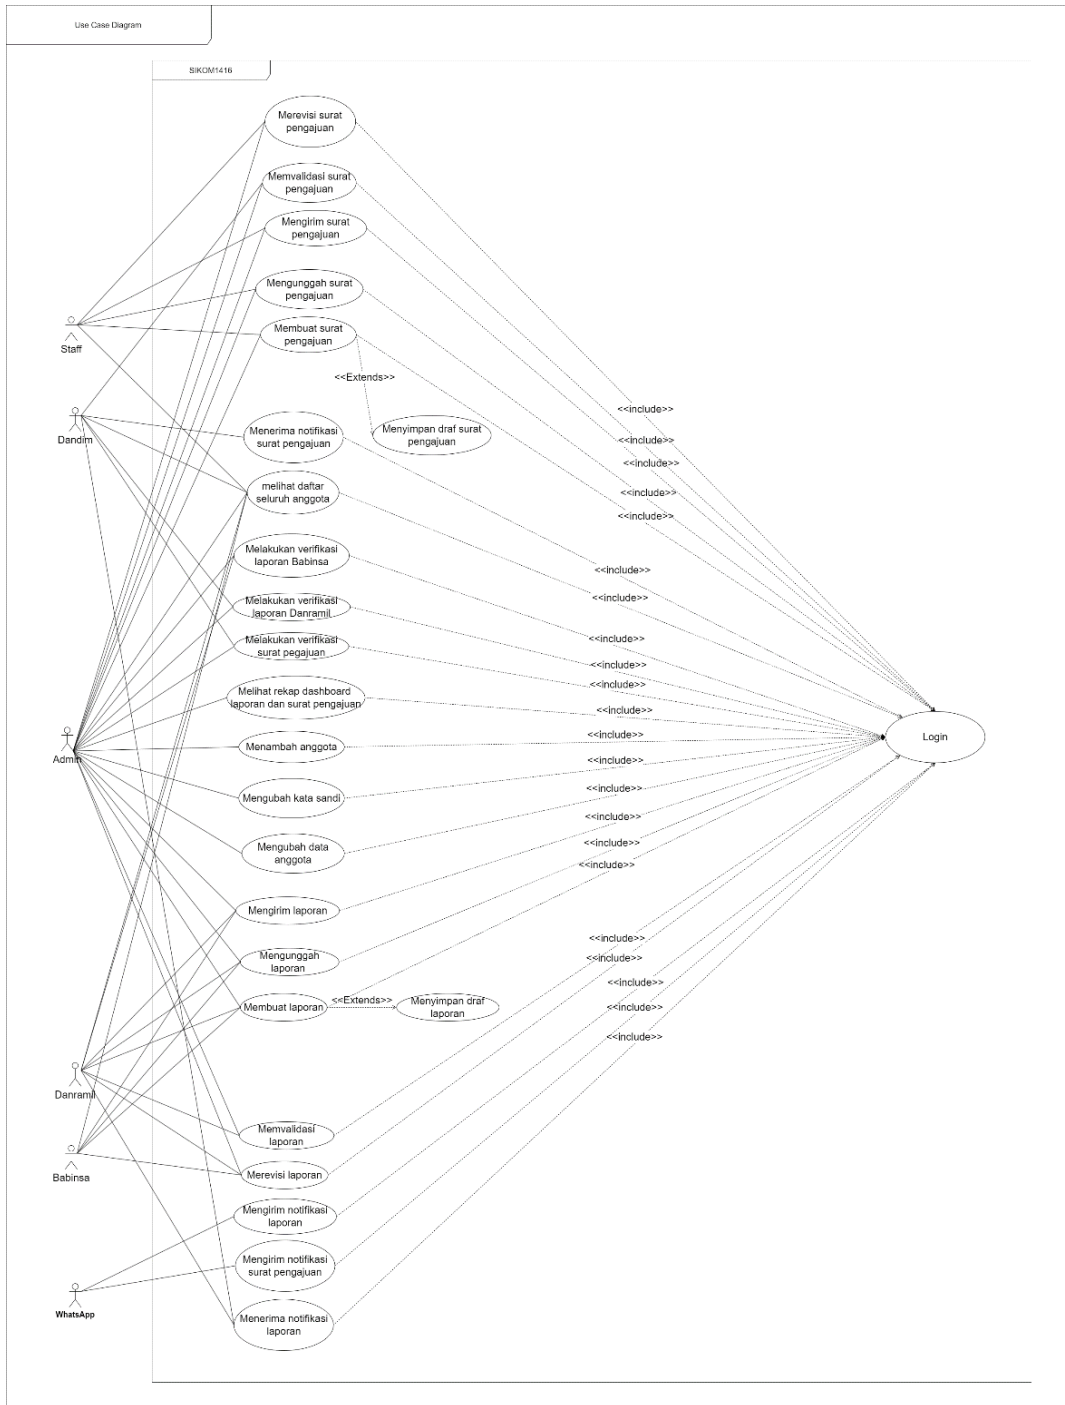 Use Case Diagram
SIKOM1416
Merevisi surat
pengajuan
Memvalidasi surat
pengajuan
Mengirim surat
pengajuan
Mengunggah surat
pengajuan
Staff
Membuat surat
pengajuan
<<Extends>>
Menyimpan draf surat
pengajuan
Dandim
Menerima notifikasi
surat pengajuan
<<include>>
<<include>>
<<include>>
<<include>>
<<include>>
melihat daftar
seluruh anggota
Melakukan verifikasi
laporan Babinsa
<<include>>
<<include>>
Melakukan verifikasi
laporan Danramil
Melakukan verifikasi
surat pegajuan
<<include>>
<<include>>
<<include>>
Melihat rekap dashboard
laporan dan surat pengajuan
<<include>>
Admin
Menambah anggota
<<include>>
Login
<<include>>
Mengubah kata sandi
<<include>>
<<include>>
Mengubah data
anggota
<<include>>
<<include>>
Mengirim laporan
Mengunggah
laporan
<<include>>
<<include>>
Membuat laporan
<<Extends>>
Menyimpan draf
laporan
<<include>>
<<include>>
<<include>>
Danramil
Memvalidasi
laporan
Babinsa
Merevisi laporan
Mengirim notifikasi
laporan
Mengirim notifikasi
surat pengajuan
WhatsApp
Menerima notifikasi
laporan